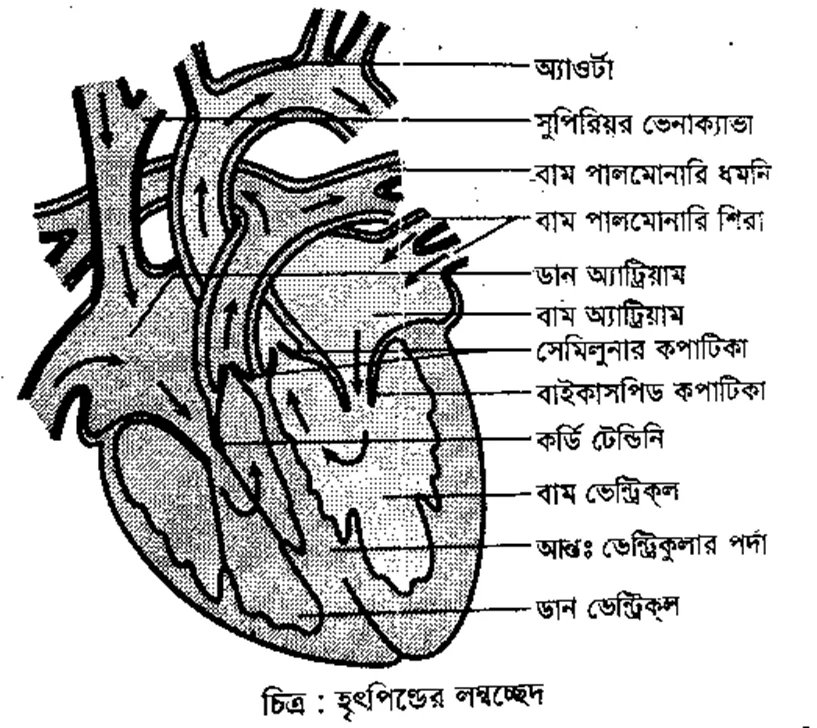 অ্যাওর্টা
সুপিরিয়র ভেনাক্যাভা
বাম পালমোনারি ধমনি
বাম পালমোনারি শিরা
ডান অ্যাট্রিয়াম
বাম অ্যাট্রিয়াম
সেমিলুনার কপাটিকা
বাইকাসপিড কপাটিকা
কর্ডি টেন্ডিনি
বাম ভেন্ট্রিক্‌ল
আন্তঃ ভেন্ট্রিকুলার পর্দা
ডান ভেন্ট্রিক্‌ল
চিত্র : হৃৎপিন্ডের লম্বচ্ছেদ